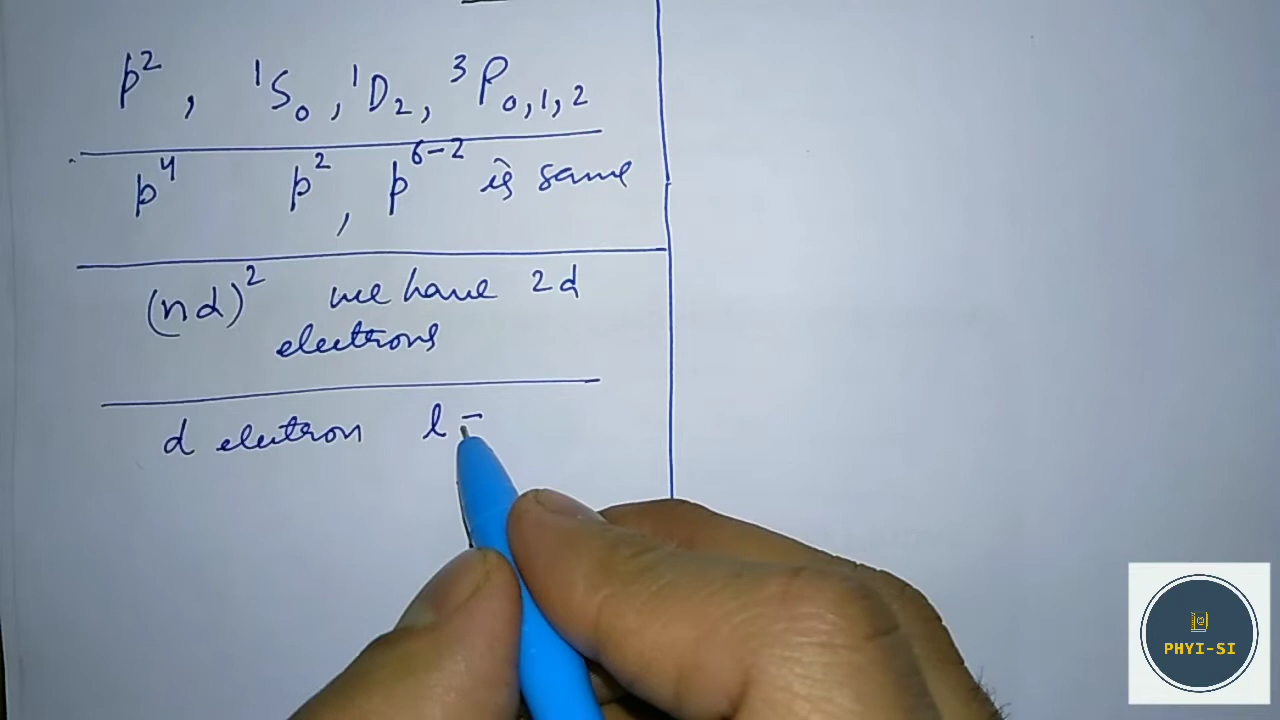 p², ¹S₀, ¹D₂, ³P₀,₁,₂
p⁴ p², p⁶⁻² is same
(nd)² we have 2d
electrons
d electron l =
PHYI-SI